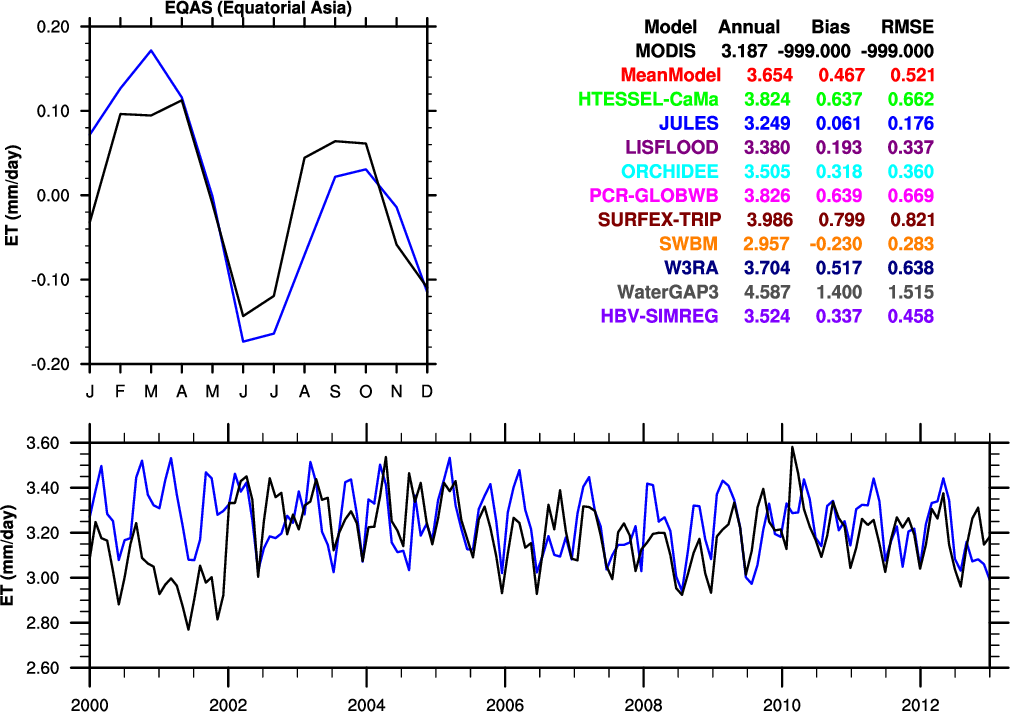 EQAS (Equatorial Asia)
ET (mm/day)
0.20
0.10
0.00
-0.10
-0.20
J F M A M J J A S O N D
Model Annual Bias RMSE
MODIS 3.187 -999.000 -999.000
MeanModel 3.654 0.467 0.521
HTESSEL-CaMa 3.824 0.637 0.662
JULES 3.249 0.061 0.176
LISFLOOD 3.380 0.193 0.337
ORCHIDEE 3.505 0.318 0.360
PCR-GLOBWB 3.826 0.639 0.669
SURFEX-TRIP 3.986 0.799 0.821
SWBM 2.957 -0.230 0.283
W3RA 3.704 0.517 0.638
WaterGAP3 4.587 1.400 1.515
HBV-SIMREG 3.524 0.337 0.458
ET (mm/day)
3.60
3.40
3.20
3.00
2.80
2.60
2000 2002 2004 2006 2008 2010 2012